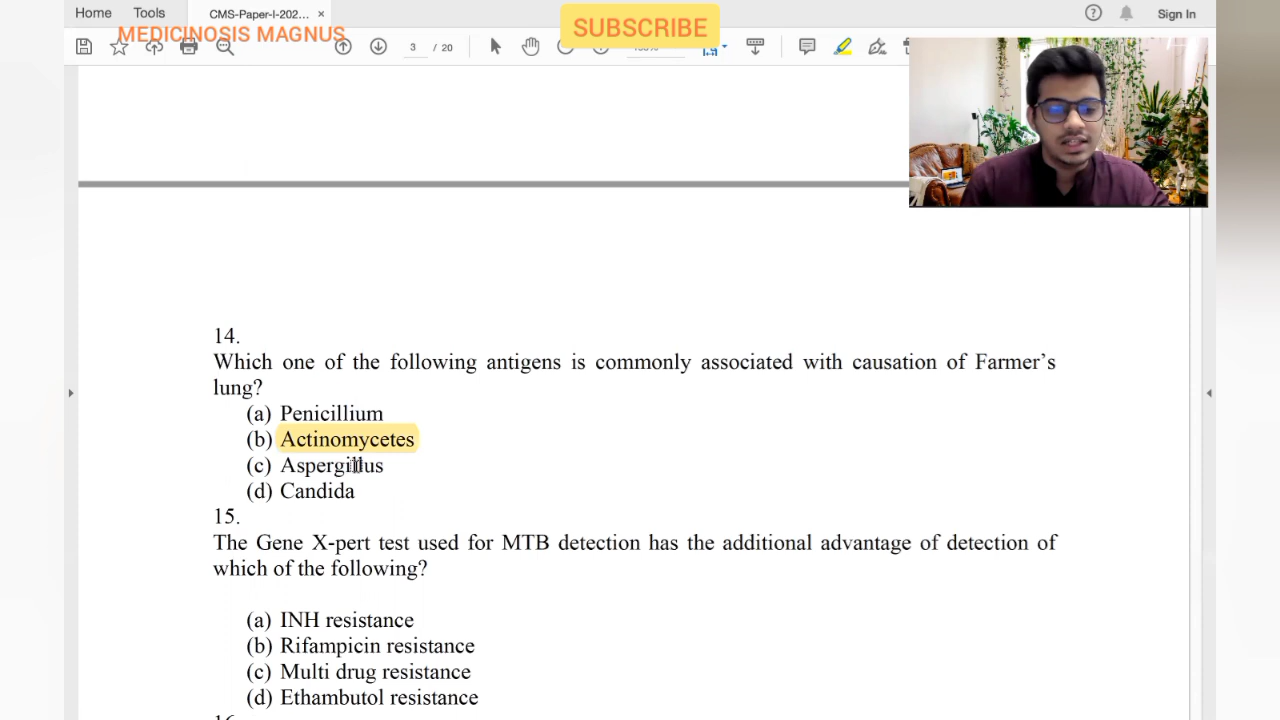 Home Tools CMS-Paper-I-202... × Sign In
MEDICINOSIS MAGNUS
SUBSCRIBE
3 / 20
14.
Which one of the following antigens is commonly associated with causation of Farmer's
lung?
(a) Penicillium
(b) Actinomycetes
(c) Aspergillus
(d) Candida
15.
The Gene X-pert test used for MTB detection has the additional advantage of detection of
which of the following?
(a) INH resistance
(b) Rifampicin resistance
(c) Multi drug resistance
(d) Ethambutol resistance